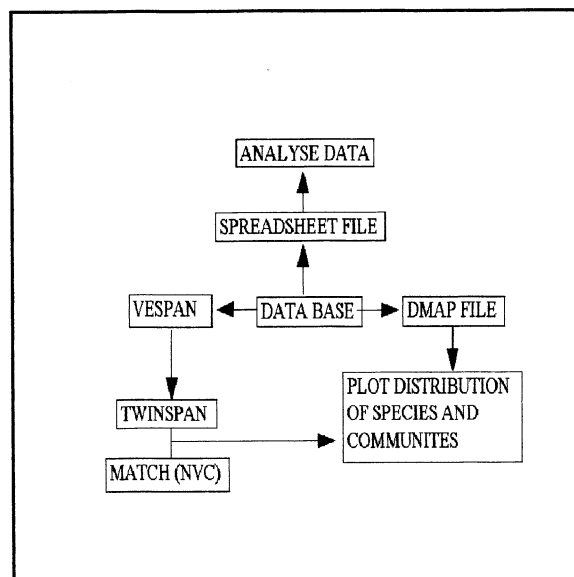 ANALYSE DATA
SPREADSHEET FILE
VESPAN
DATA BASE
DMAP FILE
PLOT DISTRIBUTION
OF SPECIES AND
COMMUNITES
TWINSPAN
MATCH (NVC)